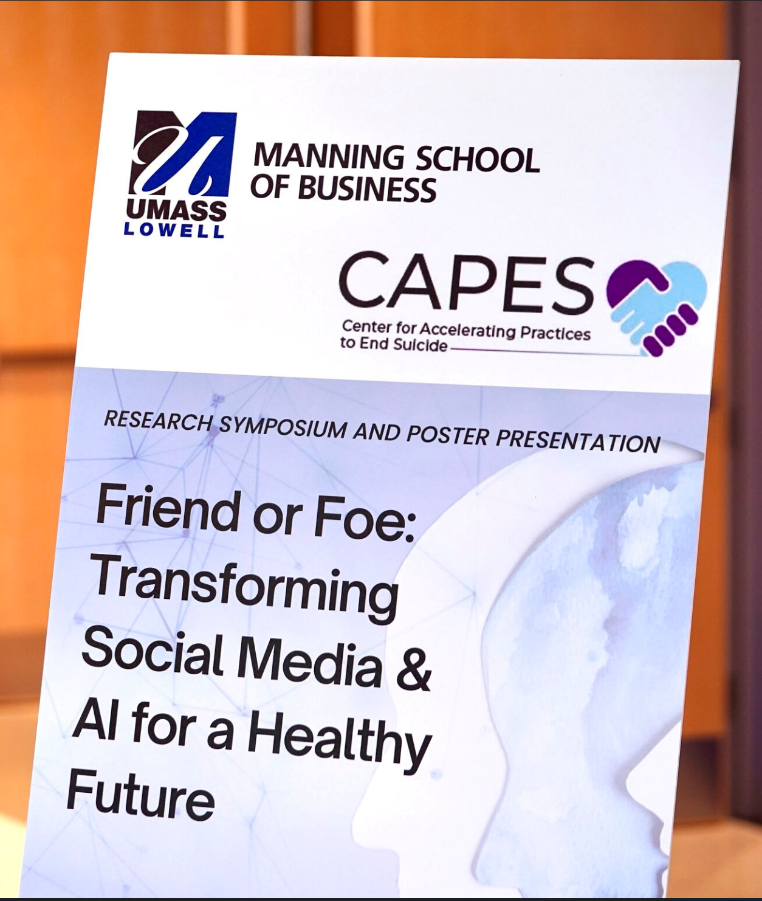 UMASS
LOWELL
MANNING SCHOOL
OF BUSINESS
CAPES
Center for Accelerating Practices
to End Suicide
RESEARCH SYMPOSIUM AND POSTER PRESENTATION
Friend or Foe:
Transforming
Social Media &
AI for a Healthy
Future